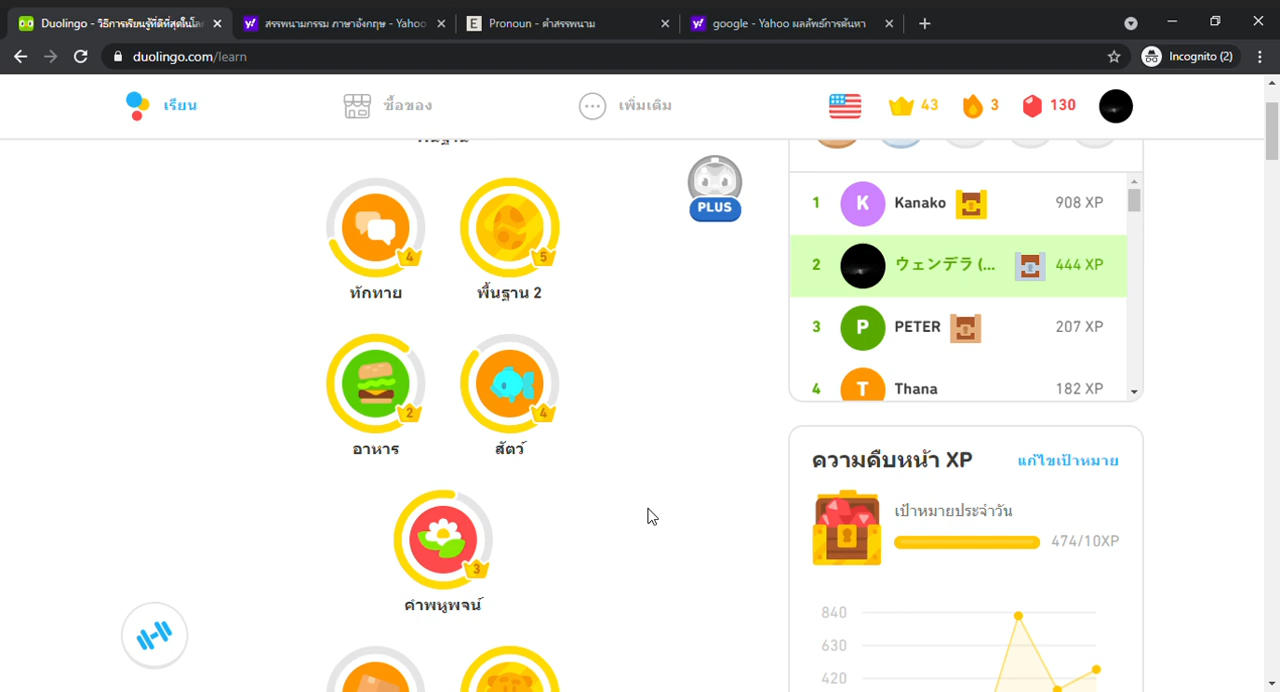 Duolingo - วิธีการเรียนรู้ที่ดีที่สุดในโล
สรรพนามกรรม ภาษาอังกฤษ - Yahoo
Pronoun - คำสรรพนาม
google - Yahoo ผลลัพธ์การค้นหา
duolingo.com/learn
Incognito (2)
เรียน
ซื้อของ
เพิ่มเติม
43
3
130
พื้นฐาน
PLUS
4
5
ทักทาย
พื้นฐาน 2
2
4
อาหาร
สัตว์
3
คำพหูพจน์
1 K Kanako 908 XP
2 ウェンデラ (... 444 XP
3 P PETER 207 XP
4 T Thana 182 XP
ความคืบหน้า XP
แก้ไขเป้าหมาย
เป้าหมายประจำวัน
474/10XP
840
630
420